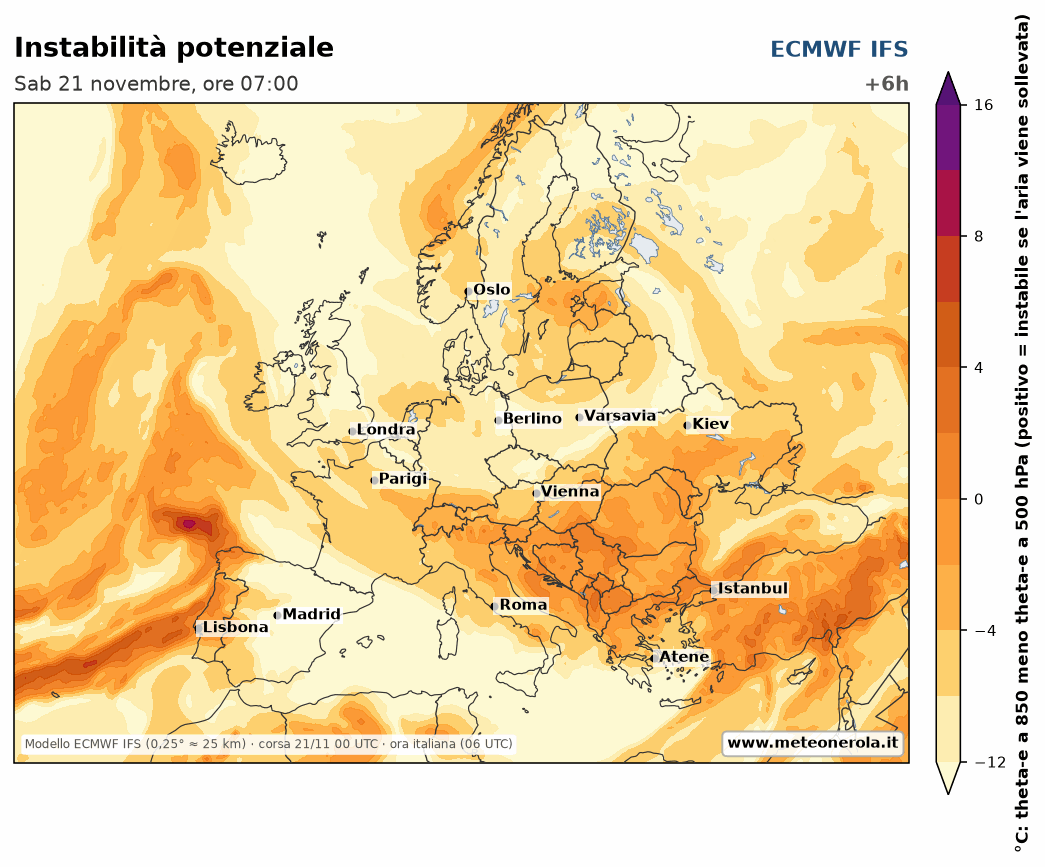 Instabilità potenziale
ECMWF IFS
Sab 21 novembre, ore 07:00
+6h
Oslo
Berlino
Varsavia
Londra
Kiev
Parigi
Vienna
Istanbul
Roma
Madrid
Lisbona
Atene
Modello ECMWF IFS (0,25° ≈ 25 km) · corsa 21/11 00 UTC · ora italiana (06 UTC)
www.meteonerola.it
16
8
4
0
−4
−12
°C: theta-e a 850 meno theta-e a 500 hPa (positivo = instabile se l'aria viene sollevata)